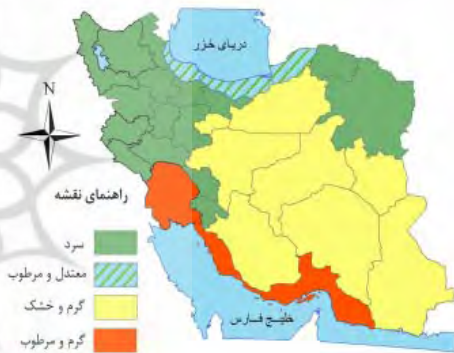 دریای خزر
N
راهنمای نقشه
سرد
معتدل و مرطوب
گرم و خشک
گرم و مرطوب
خلیج فارس